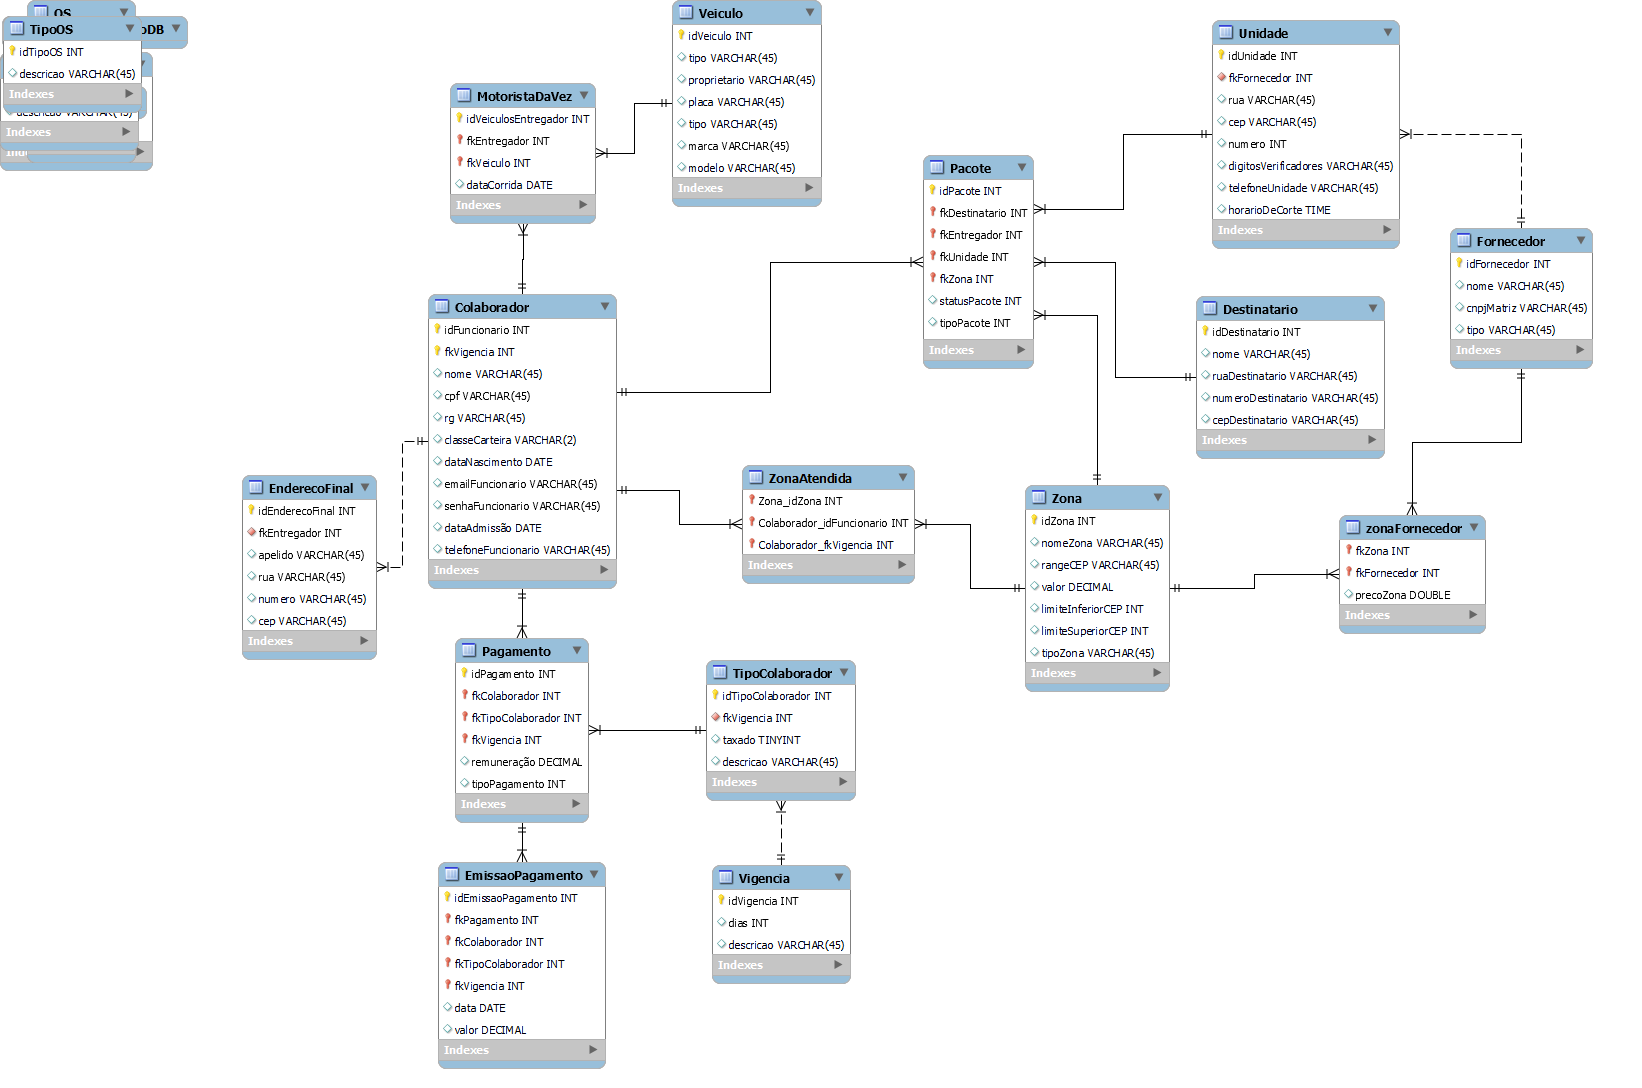 OS
TipoOS
oDB
idTipoOS INT
descricao VARCHAR(45)
Indexes
descricao VARCHAR(45)
Indexes
Veiculo
idVeiculo INT
tipo VARCHAR(45)
proprietario VARCHAR(45)
placa VARCHAR(45)
tipo VARCHAR(45)
marca VARCHAR(45)
modelo VARCHAR(45)
Indexes
MotoristaDaVez
idVeiculosEntregador INT
fkEntregador INT
fkVeiculo INT
dataCorrida DATE
Indexes
Unidade
idUnidade INT
fkFornecedor INT
rua VARCHAR(45)
cep VARCHAR(45)
numero INT
digitosVerificadores VARCHAR(45)
telefoneUnidade VARCHAR(45)
horarioDeCorte TIME
Indexes
Pacote
idPacote INT
fkDestinatario INT
fkEntregador INT
fkUnidade INT
fkZona INT
statusPacote INT
tipoPacote INT
Indexes
Fornecedor
idFornecedor INT
nome VARCHAR(45)
cnpjMatriz VARCHAR(45)
tipo VARCHAR(45)
Indexes
Colaborador
idFuncionario INT
fkVigencia INT
nome VARCHAR(45)
cpf VARCHAR(45)
rg VARCHAR(45)
classeCarteira VARCHAR(2)
dataNascimento DATE
emailFuncionario VARCHAR(45)
senhaFuncionario VARCHAR(45)
dataAdmissão DATE
telefoneFuncionario VARCHAR(45)
Indexes
Destinatario
idDestinatario INT
nome VARCHAR(45)
ruaDestinatario VARCHAR(45)
numeroDestinatario VARCHAR(45)
cepDestinatario VARCHAR(45)
Indexes
EnderecoFinal
idEnderecoFinal INT
fkEntregador INT
apelido VARCHAR(45)
rua VARCHAR(45)
numero VARCHAR(45)
cep VARCHAR(45)
Indexes
ZonaAtendida
Zona_idZona INT
Colaborador_idFuncionario INT
Colaborador_fkVigencia INT
Indexes
Zona
idZona INT
nomeZona VARCHAR(45)
rangeCEP VARCHAR(45)
valor DECIMAL
limiteInferiorCEP INT
limiteSuperiorCEP INT
tipoZona VARCHAR(45)
Indexes
zonaFornecedor
fkZona INT
fkFornecedor INT
precoZona DOUBLE
Indexes
Pagamento
idPagamento INT
fkColaborador INT
fkTipoColaborador INT
fkVigencia INT
remuneração DECIMAL
tipoPagamento INT
Indexes
TipoColaborador
idTipoColaborador INT
fkVigencia INT
taxado TINYINT
descricao VARCHAR(45)
Indexes
EmissaoPagamento
idEmissaoPagamento INT
fkPagamento INT
fkColaborador INT
fkTipoColaborador INT
fkVigencia INT
data DATE
valor DECIMAL
Indexes
Vigencia
idVigencia INT
dias INT
descricao VARCHAR(45)
Indexes